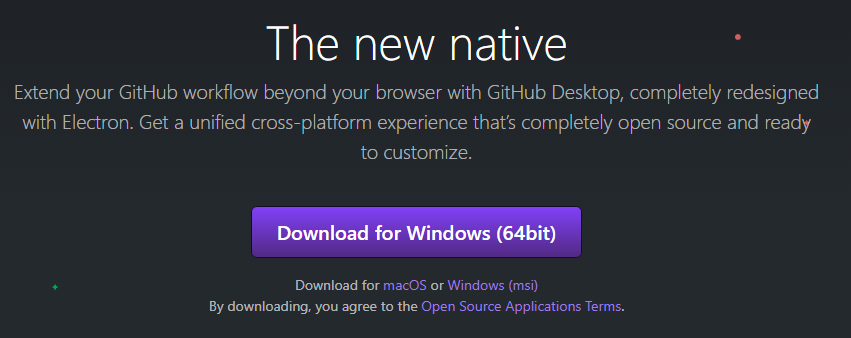 The new native
Extend your GitHub workflow beyond your browser with GitHub Desktop, completely redesigned
with Electron. Get a unified cross-platform experience that’s completely open source and ready
to customize.
Download for Windows (64bit)
Download for macOS or Windows (msi)
By downloading, you agree to the Open Source Applications Terms.